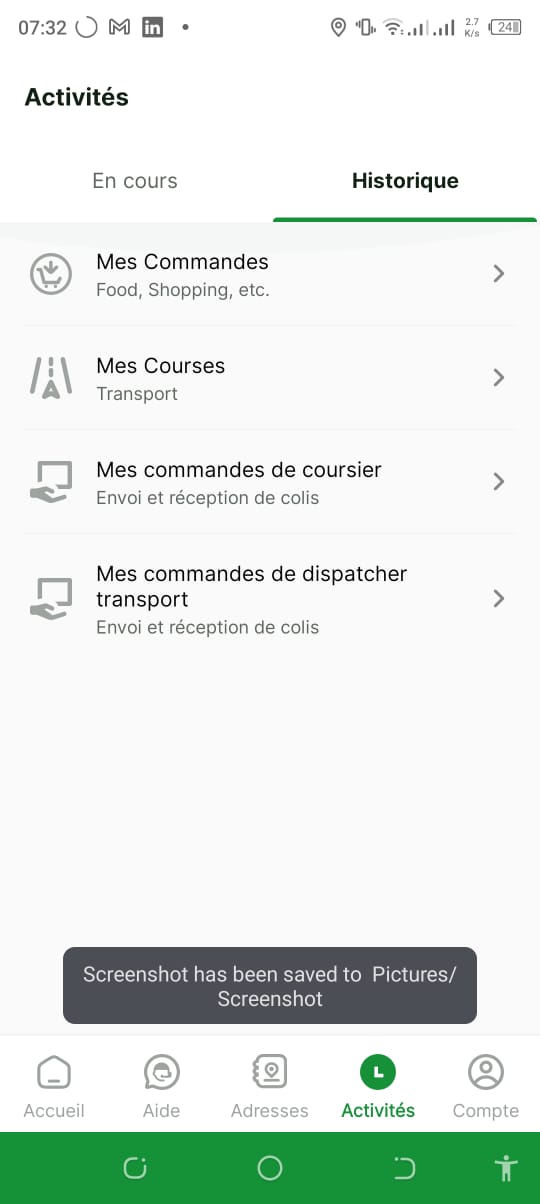 07:32
2.7
K/s
24
Activités
En cours
Historique
Mes Commandes
Food, Shopping, etc.
Mes Courses
Transport
Mes commandes de coursier
Envoi et réception de colis
Mes commandes de dispatcher
transport
Envoi et réception de colis
Screenshot has been saved to Pictures/
Screenshot
Accueil
Aide
Adresses
Activités
Compte